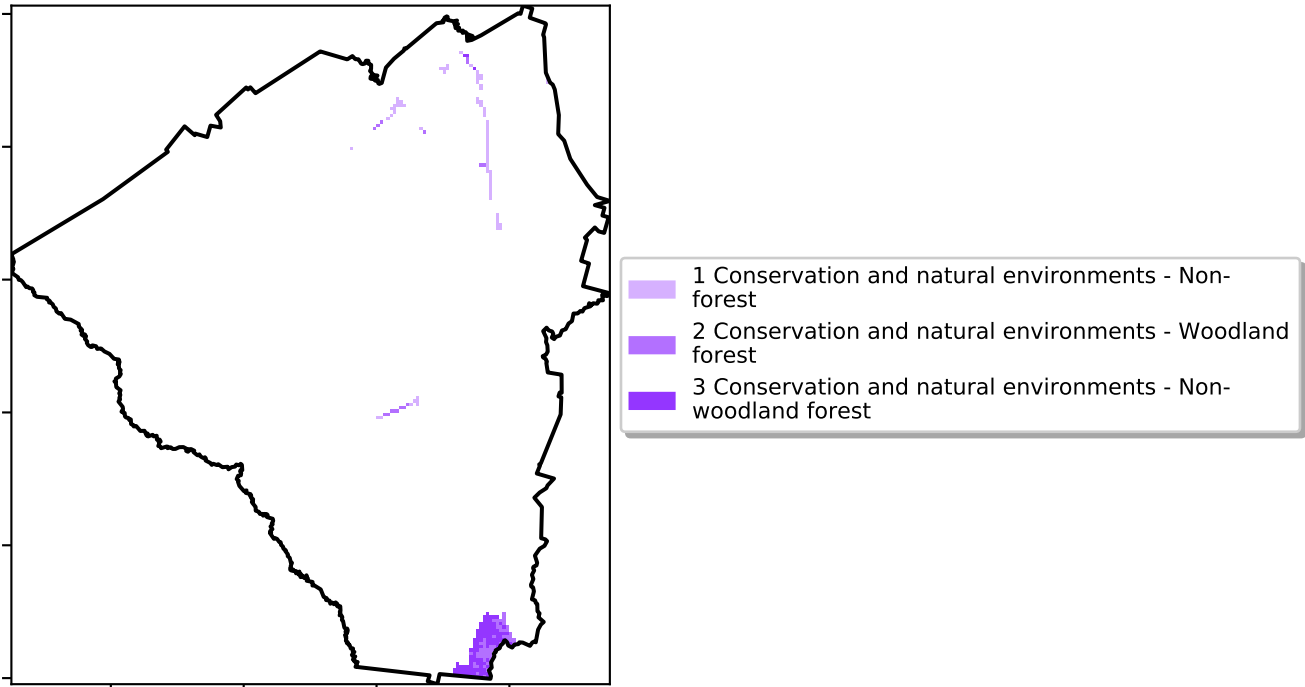 1 Conservation and natural environments - Non-
forest
2 Conservation and natural environments - Woodland
forest
3 Conservation and natural environments - Non-
woodland forest